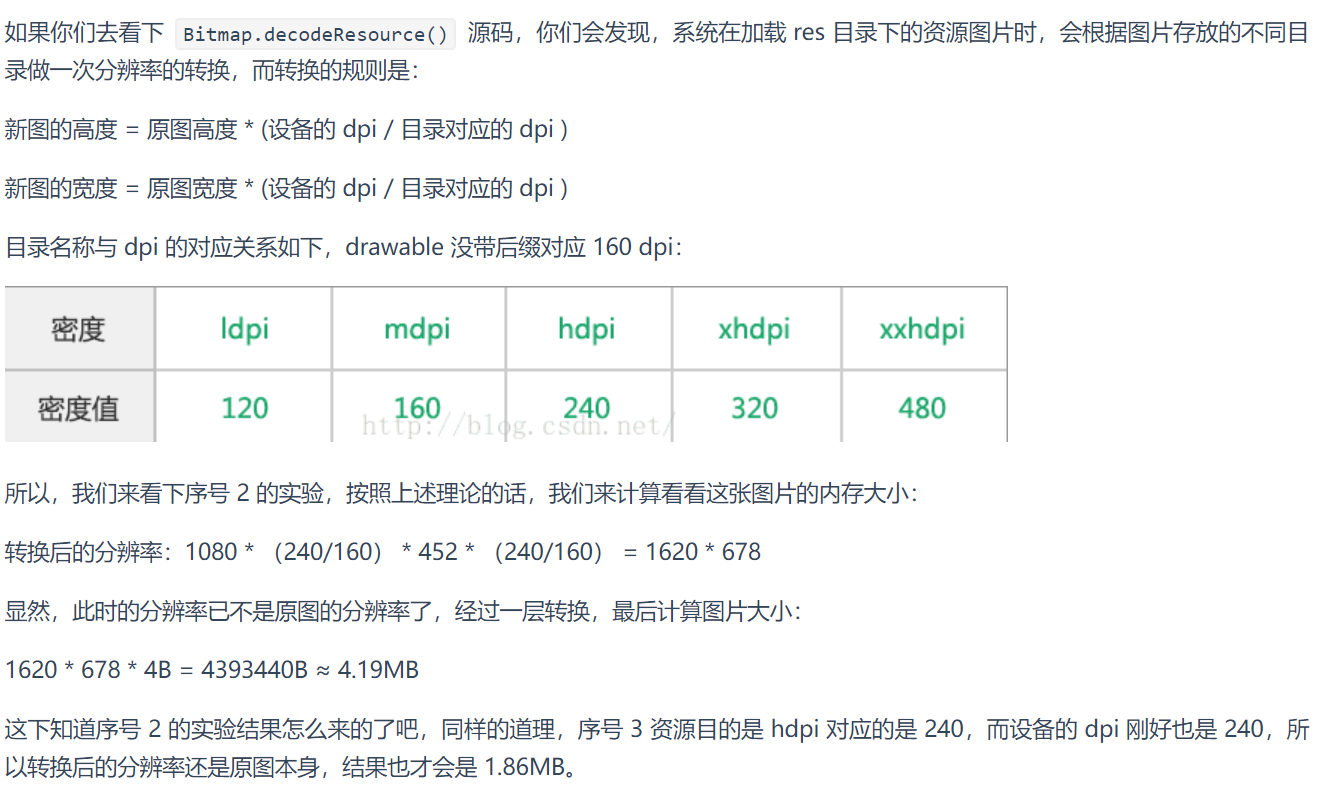 如果你们去看下 Bitmap.decodeResource() 源码，你们会发现，系统在加载 res 目录下的资源图片时，会根据图片存放的不同目
录做一次分辨率的转换，而转换的规则是：
新图的高度 = 原图高度 * (设备的 dpi / 目录对应的 dpi )
新图的宽度 = 原图宽度 * (设备的 dpi / 目录对应的 dpi )
目录名称与 dpi 的对应关系如下，drawable 没带后缀对应 160 dpi：
密度 ldpi mdpi hdpi xhdpi xxhdpi
密度值 120 160 240 320 480
http://blog.csdn.net/
所以，我们来看下序号 2 的实验，按照上述理论的话，我们来计算看看这张图片的内存大小：
转换后的分辨率：1080 * （240/160） * 452 * （240/160） = 1620 * 678
显然，此时的分辨率已不是原图的分辨率了，经过一层转换，最后计算图片大小：
1620 * 678 * 4B = 4393440B ≈ 4.19MB
这下知道序号 2 的实验结果怎么来的了吧，同样的道理，序号 3 资源目的是 hdpi 对应的是 240，而设备的 dpi 刚好也是 240，所
以转换后的分辨率还是原图本身，结果也才会是 1.86MB。